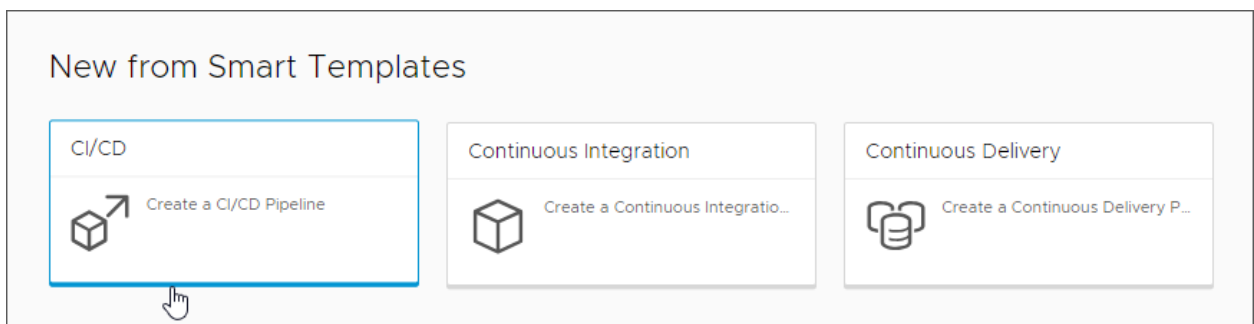 New from Smart Templates
CI/CD
Create a CI/CD Pipeline
Continuous Integration
Create a Continuous Integratio...
Continuous Delivery
Create a Continuous Delivery P...